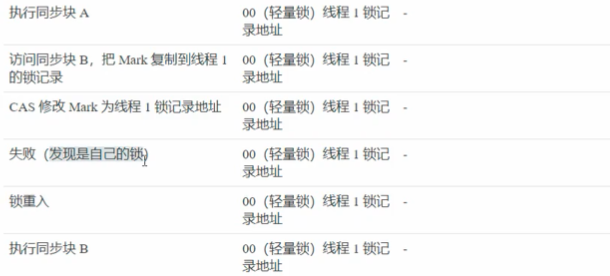 执行同步块 A
00（轻量锁）线程 1 锁记
录地址
-
访问同步块 B，把 Mark 复制到线程 1
的锁记录
00（轻量锁）线程 1 锁记
录地址
-
CAS 修改 Mark 为线程 1 锁记录地址
00（轻量锁）线程 1 锁记
录地址
-
失败（发现是自己的锁）
00（轻量锁）线程 1 锁记
录地址
-
锁重入
00（轻量锁）线程 1 锁记
录地址
-
执行同步块 B
00（轻量锁）线程 1 锁记
录地址
-